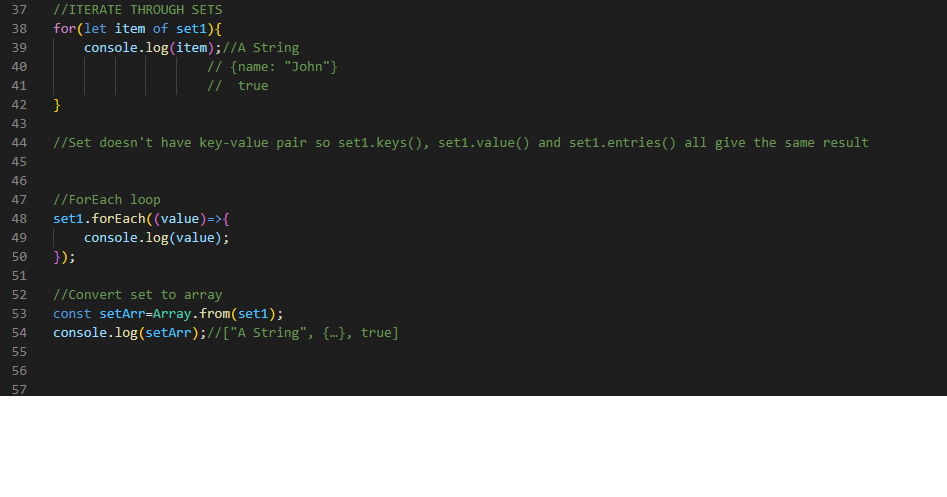 37 //ITERATE THROUGH SETS
38 for(let item of set1){
39     console.log(item);//A String
40                     // {name: "John"}
41                     //  true
42 }
43
44 //Set doesn't have key-value pair so set1.keys(), set1.value() and set1.entries() all give the same result
45
46
47 //ForEach loop
48 set1.forEach((value)=>{
49     console.log(value);
50 });
51
52 //Convert set to array
53 const setArr=Array.from(set1);
54 console.log(setArr);//["A String", {…}, true]
55
56
57